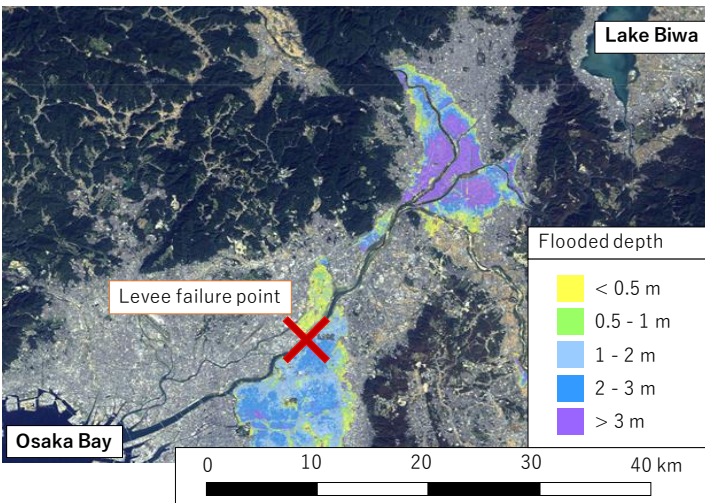 Lake Biwa
Flooded depth
Levee failure point
< 0.5 m
0.5 - 1 m
1 - 2 m
2 - 3 m
> 3 m
Osaka Bay
0 10 20 30 40 km